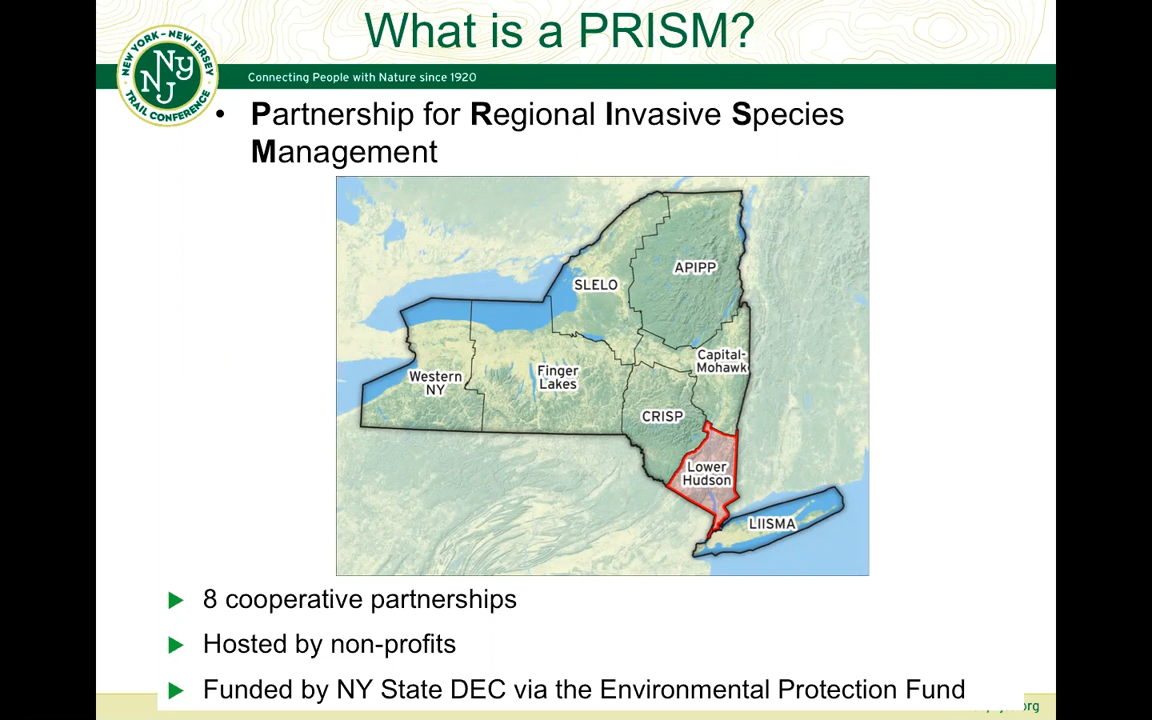 What is a PRISM?
NEW YORK - NEW JERSEY
NY
NJ
TRAIL CONFERENCE
Connecting People with Nature since 1920
• Partnership for Regional Invasive Species
Management
APIPP
SLELO
Capital-
Mohawk
Finger
Lakes
Western
NY
CRISP
Lower
Hudson
LIISMA
8 cooperative partnerships
Hosted by non-profits
Funded by NY State DEC via the Environmental Protection Fund